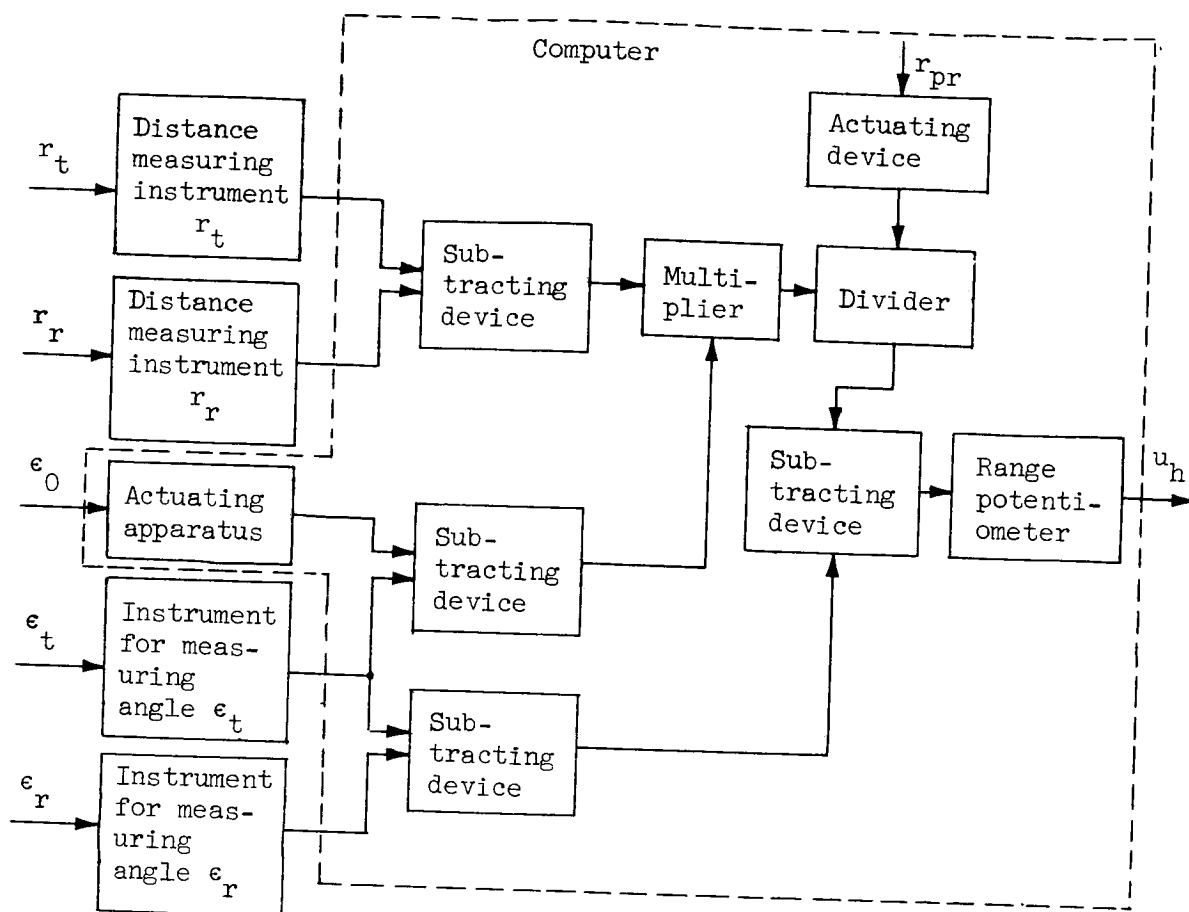 Computer
r_pr
Actuating
device
r_t
Distance
measuring
instrument
r_t
Sub-
tracting
device
Multi-
plier
Divider
r_r
Distance
measuring
instrument
r_r
ϵ_0
Actuating
apparatus
Sub-
tracting
device
Sub-
tracting
device
Range
potenti-
ometer
u_h
ϵ_t
Instrument
for meas-
uring
angle ϵ_t
Sub-
tracting
device
ϵ_r
Instrument
for meas-
uring
angle ϵ_r